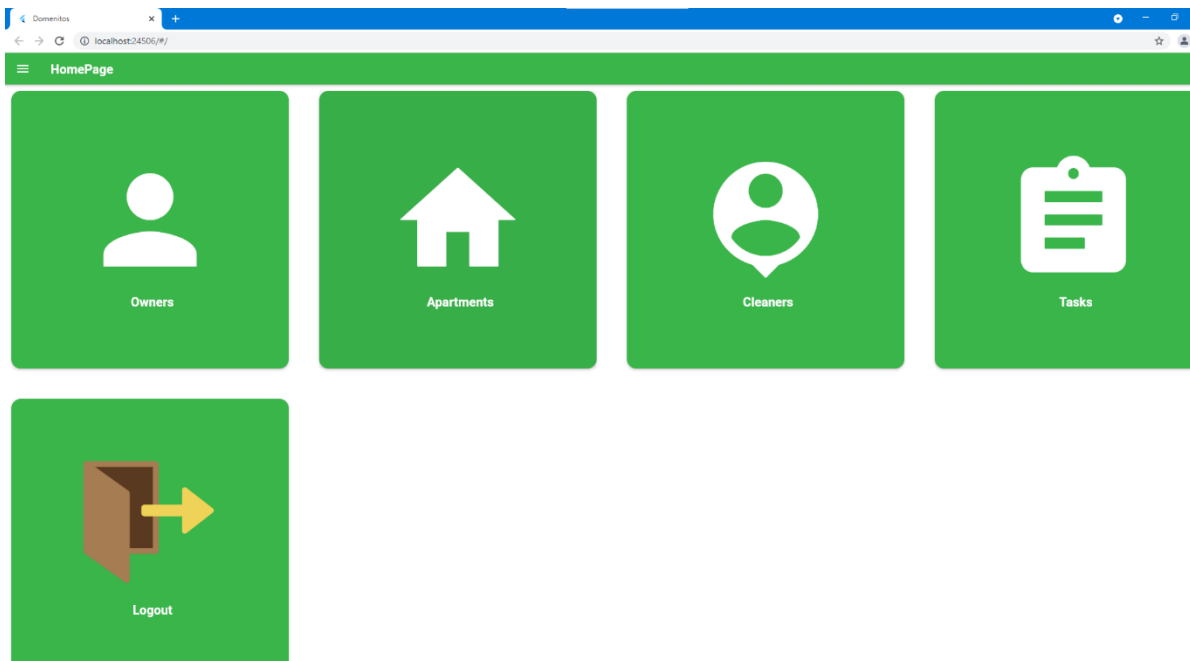 Domenitos
localhost:24506/#/
HomePage
Owners
Apartments
Cleaners
Tasks
Logout